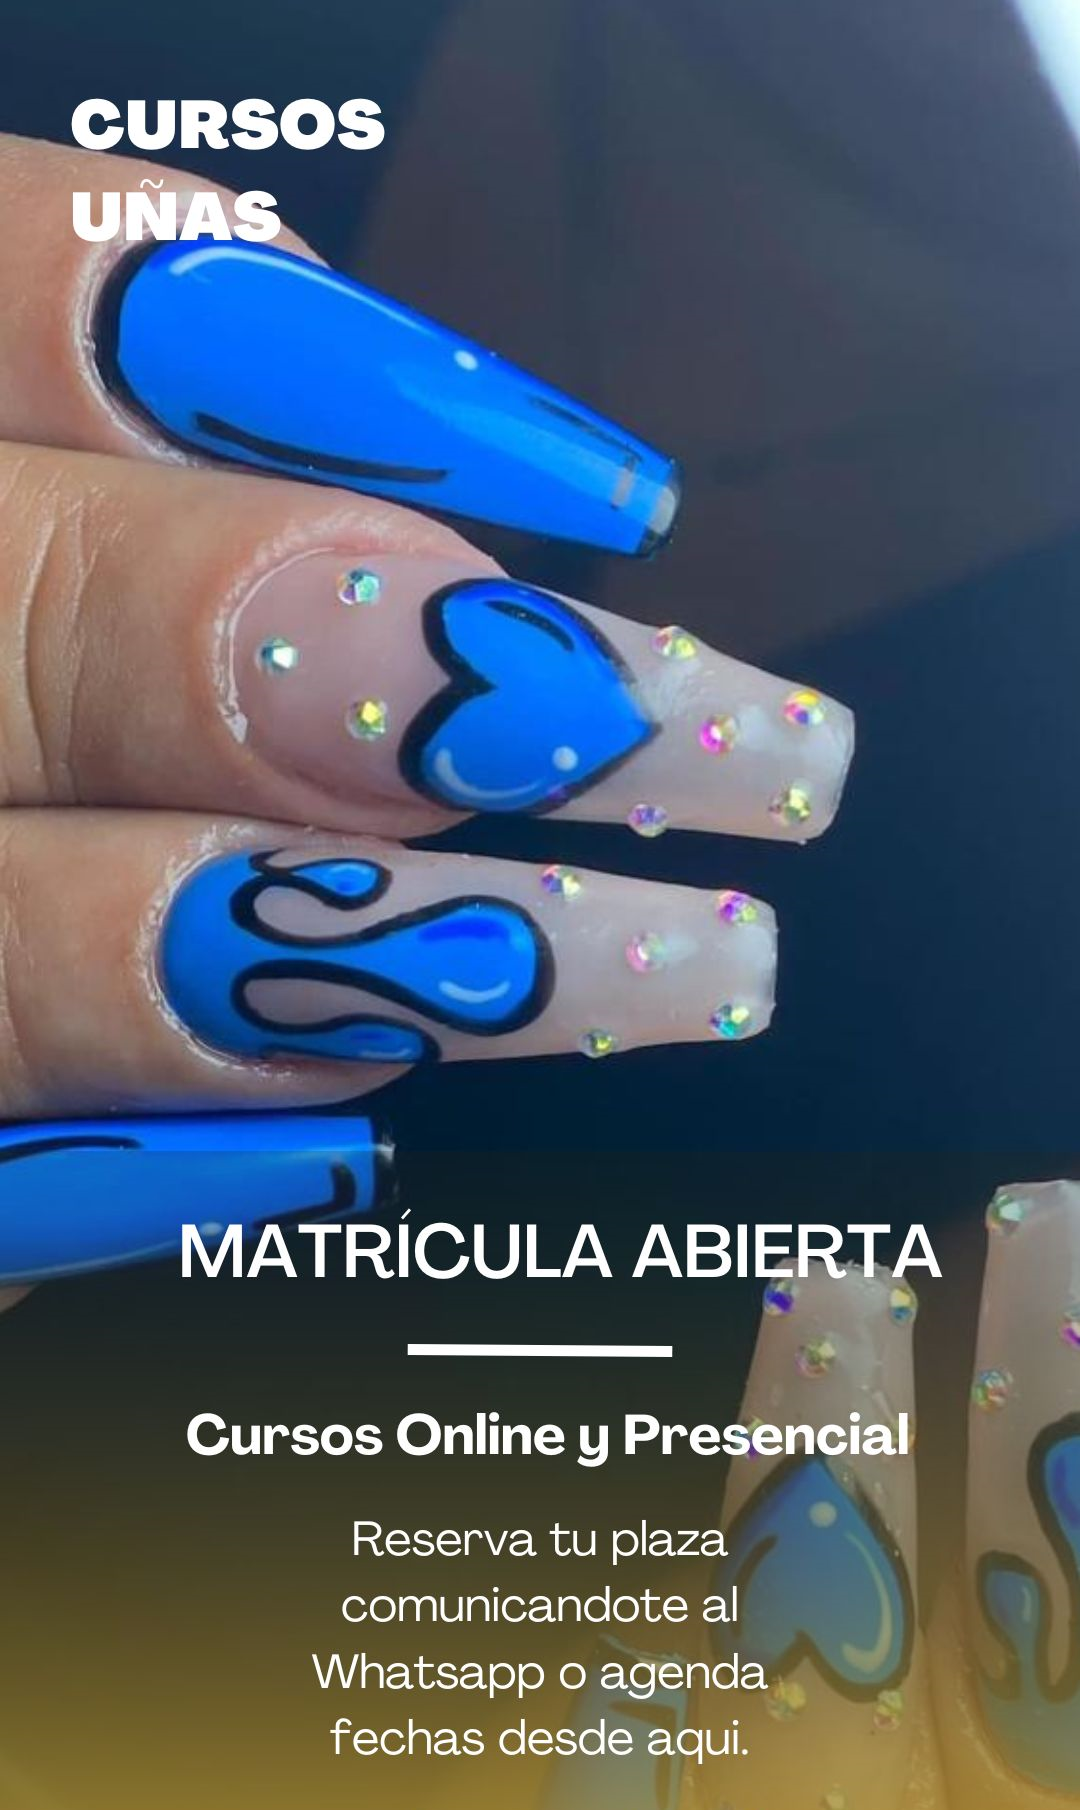 CURSOS
UÑAS
MATRÍCULA ABIERTA
Cursos Online y Presencial
Reserva tu plaza
comunicandote al
Whatsapp o agenda
fechas desde aqui.